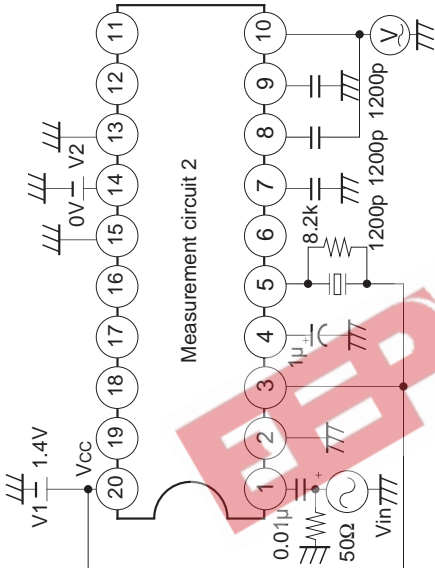 V1 1.4V
0V V2
Vcc
20 19 18 17 16 15 14 13 12 11
Measurement circuit 2
1 2 3 4 5 6 7 8 9 10
0.01µ
+
1µ
+
8.2k
50Ω
Vin
1200p 1200p 1200p
V
EEP